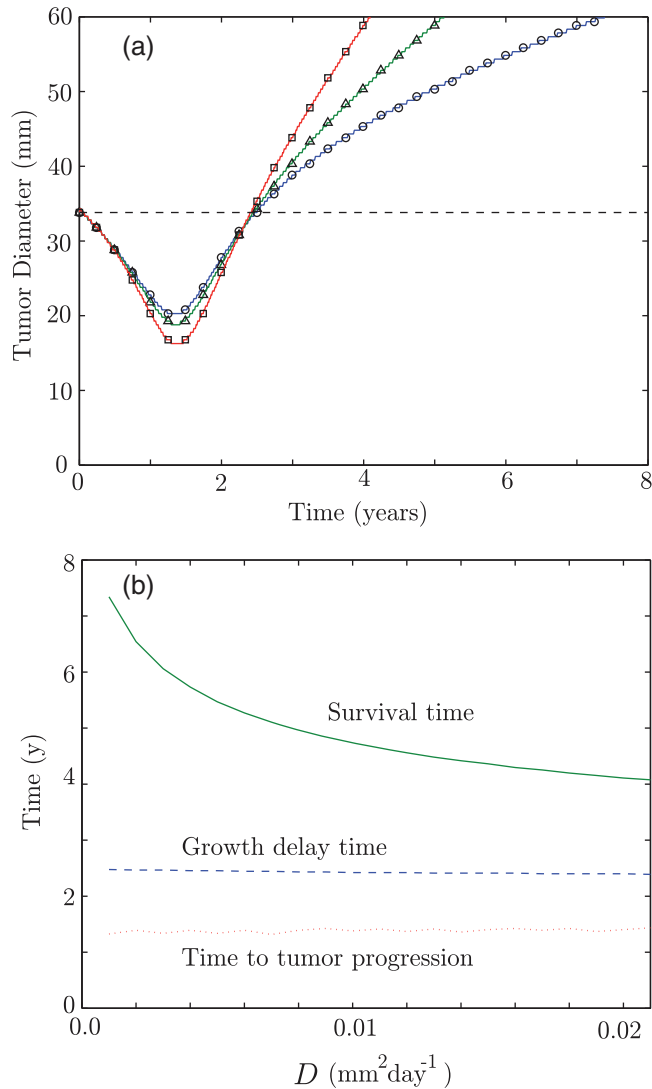 (a)
60
50
40
30
20
10
0
Tumor Diameter (mm)
0 2 4 6 8
Time (years)
(b)
8
6
4
2
0
Time (y)
Survival time
Growth delay time
Time to tumor progression
0.0 0.01 0.02
D (mm²day⁻¹)